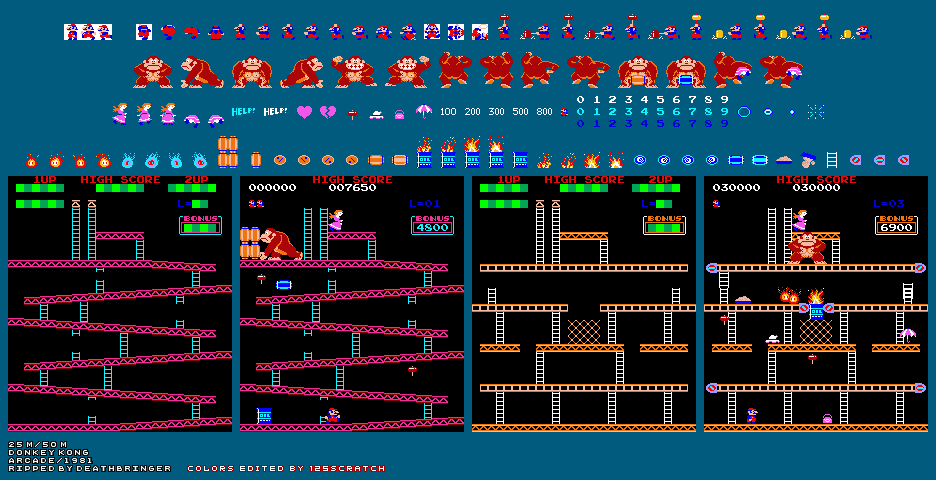 HELP! HELP! 100 200 300 500 800 0 1 2 3 4 5 6 7 8 9
0 1 2 3 4 5 6 7 8 9
0 1 2 3 4 5 6 7 8 9
1UP HIGH SCORE 2UP
L=
BONUS
HIGH SCORE
000000 007650
L=01
BONUS
4800
1UP HIGH SCORE 2UP
L=
BONUS
HIGH SCORE
030000 030000
L=03
BONUS
6900
25M/50M
DONKEY KONG
ARCADE/1981
RIPPED BY DEATHBRINGER COLORS EDITED BY 125SCRATCH